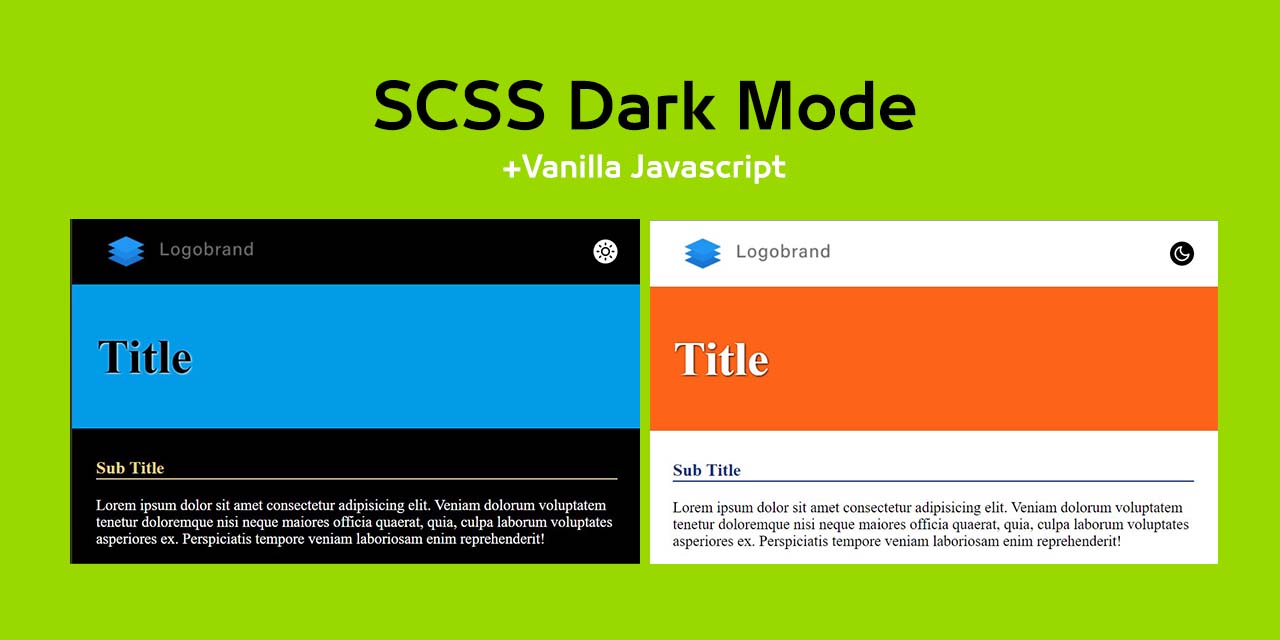 SCSS Dark Mode
+Vanilla Javascript
Logobrand
Title
Sub Title
Lorem ipsum dolor sit amet consectetur adipisicing elit. Veniam dolorum voluptatem
tenetur doloremque nisi neque maiores officia quaerat, quia, culpa laborum voluptates
asperiores ex. Perspiciatis tempore veniam laboriosam enim reprehenderit!
Logobrand
Title
Sub Title
Lorem ipsum dolor sit amet consectetur adipisicing elit. Veniam dolorum voluptatem
tenetur doloremque nisi neque maiores officia quaerat, quia, culpa laborum voluptates
asperiores ex. Perspiciatis tempore veniam laboriosam enim reprehenderit!